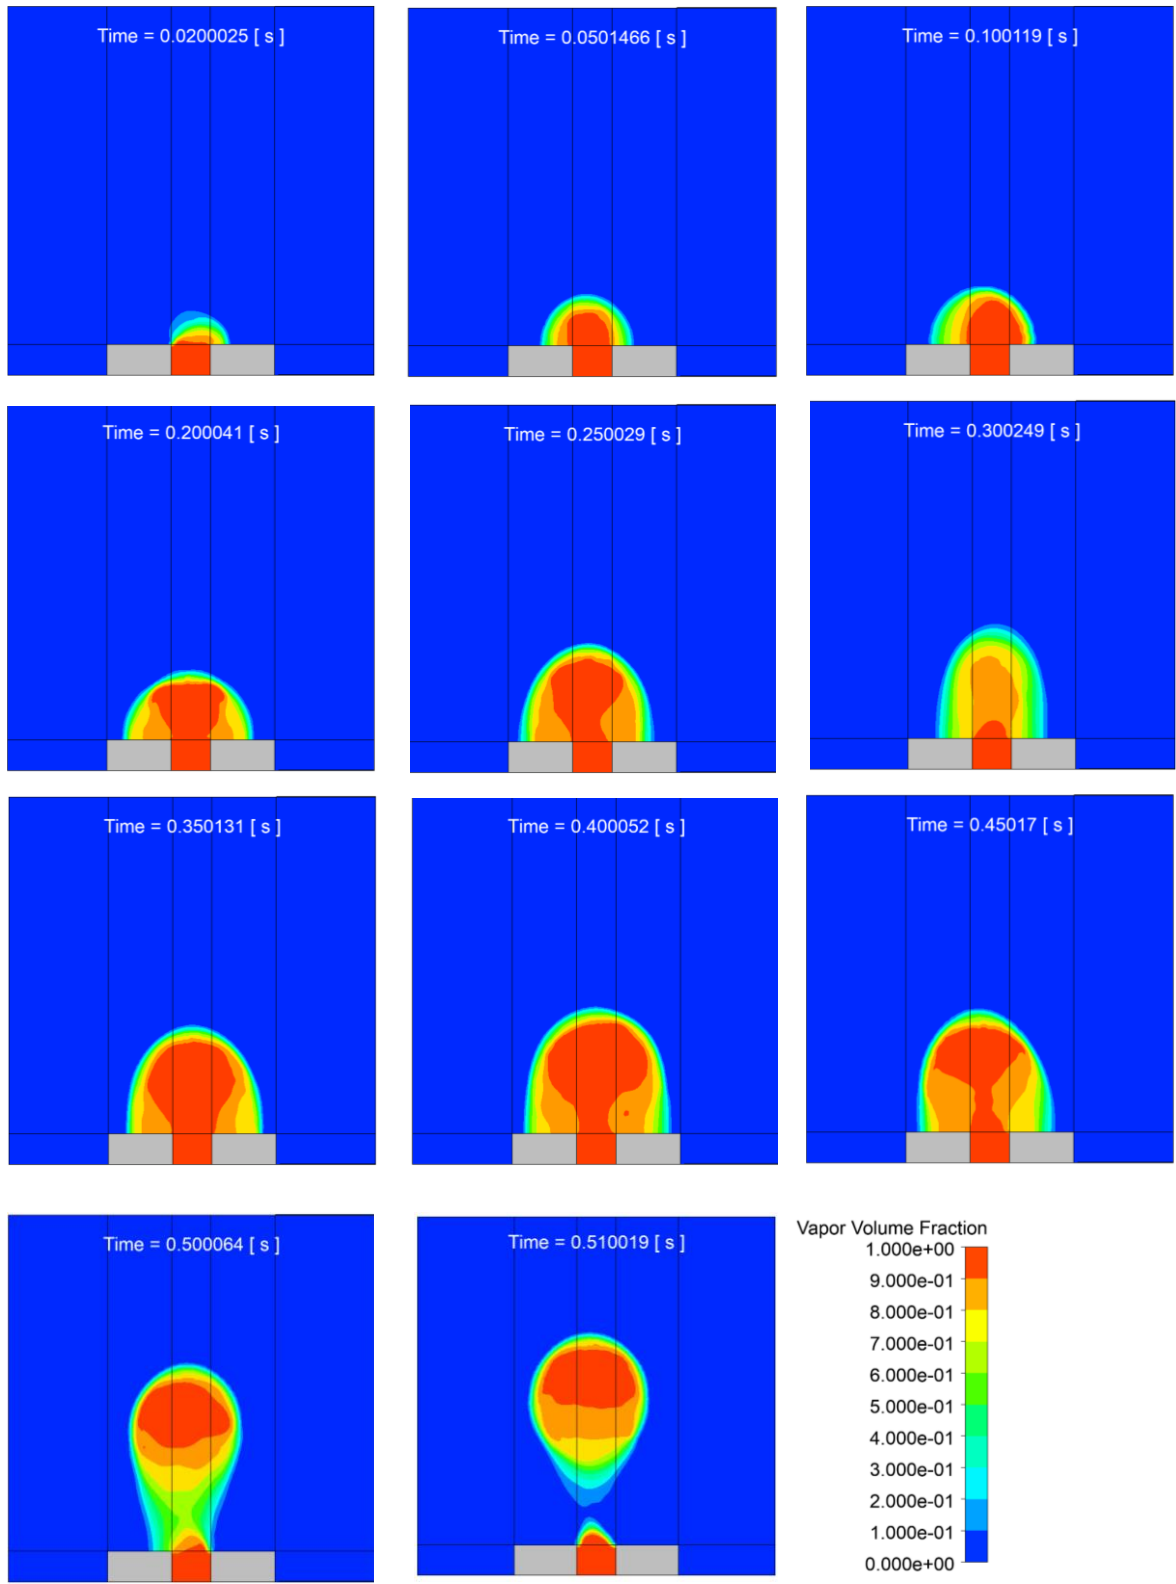 Time = 0.0200025 [ s ]
Time = 0.0501466 [ s ]
Time = 0.100119 [ s ]
Time = 0.200041 [ s ]
Time = 0.250029 [ s ]
Time = 0.300249 [ s ]
Time = 0.350131 [ s ]
Time = 0.400052 [ s ]
Time = 0.45017 [ s ]
Time = 0.500064 [ s ]
Time = 0.510019 [ s ]
Vapor Volume Fraction
1.000e+00
9.000e-01
8.000e-01
7.000e-01
6.000e-01
5.000e-01
4.000e-01
3.000e-01
2.000e-01
1.000e-01
0.000e+00